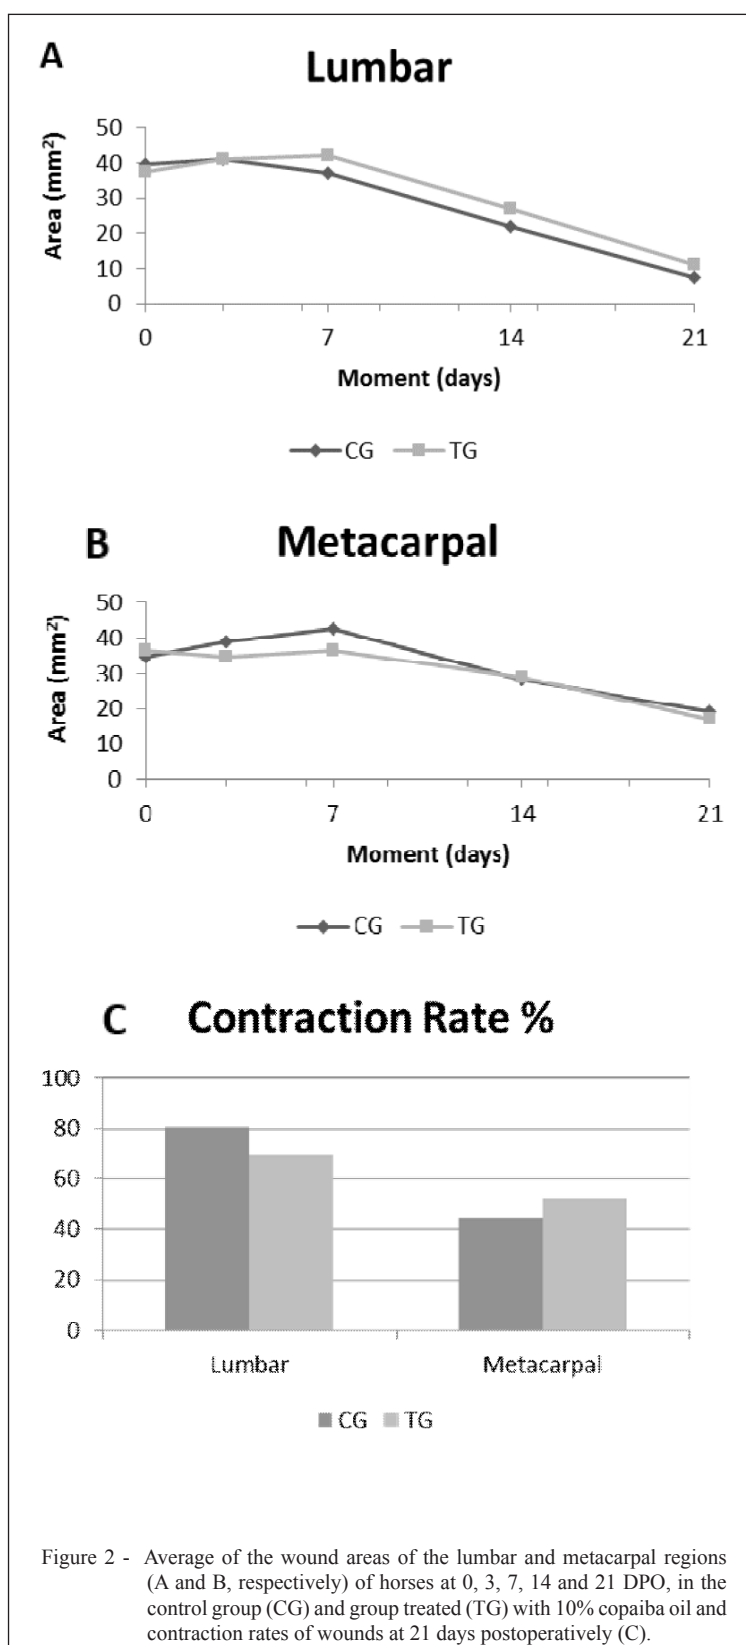 A
Lumbar
50
40
30
20
10
0
Area (mm²)
0 7 14 21
Moment (days)
CG TG
B
Metacarpal
50
40
30
20
10
0
Area (mm²)
0 7 14 21
Moment (days)
CG TG
C Contraction Rate %
100
80
60
40
20
0
Lumbar Metacarpal
CG TG
Figure 2 - Average of the wound areas of the lumbar and metacarpal regions
(A and B, respectively) of horses at 0, 3, 7, 14 and 21 DPO, in the
control group (CG) and group treated (TG) with 10% copaiba oil and
contraction rates of wounds at 21 days postoperatively (C).